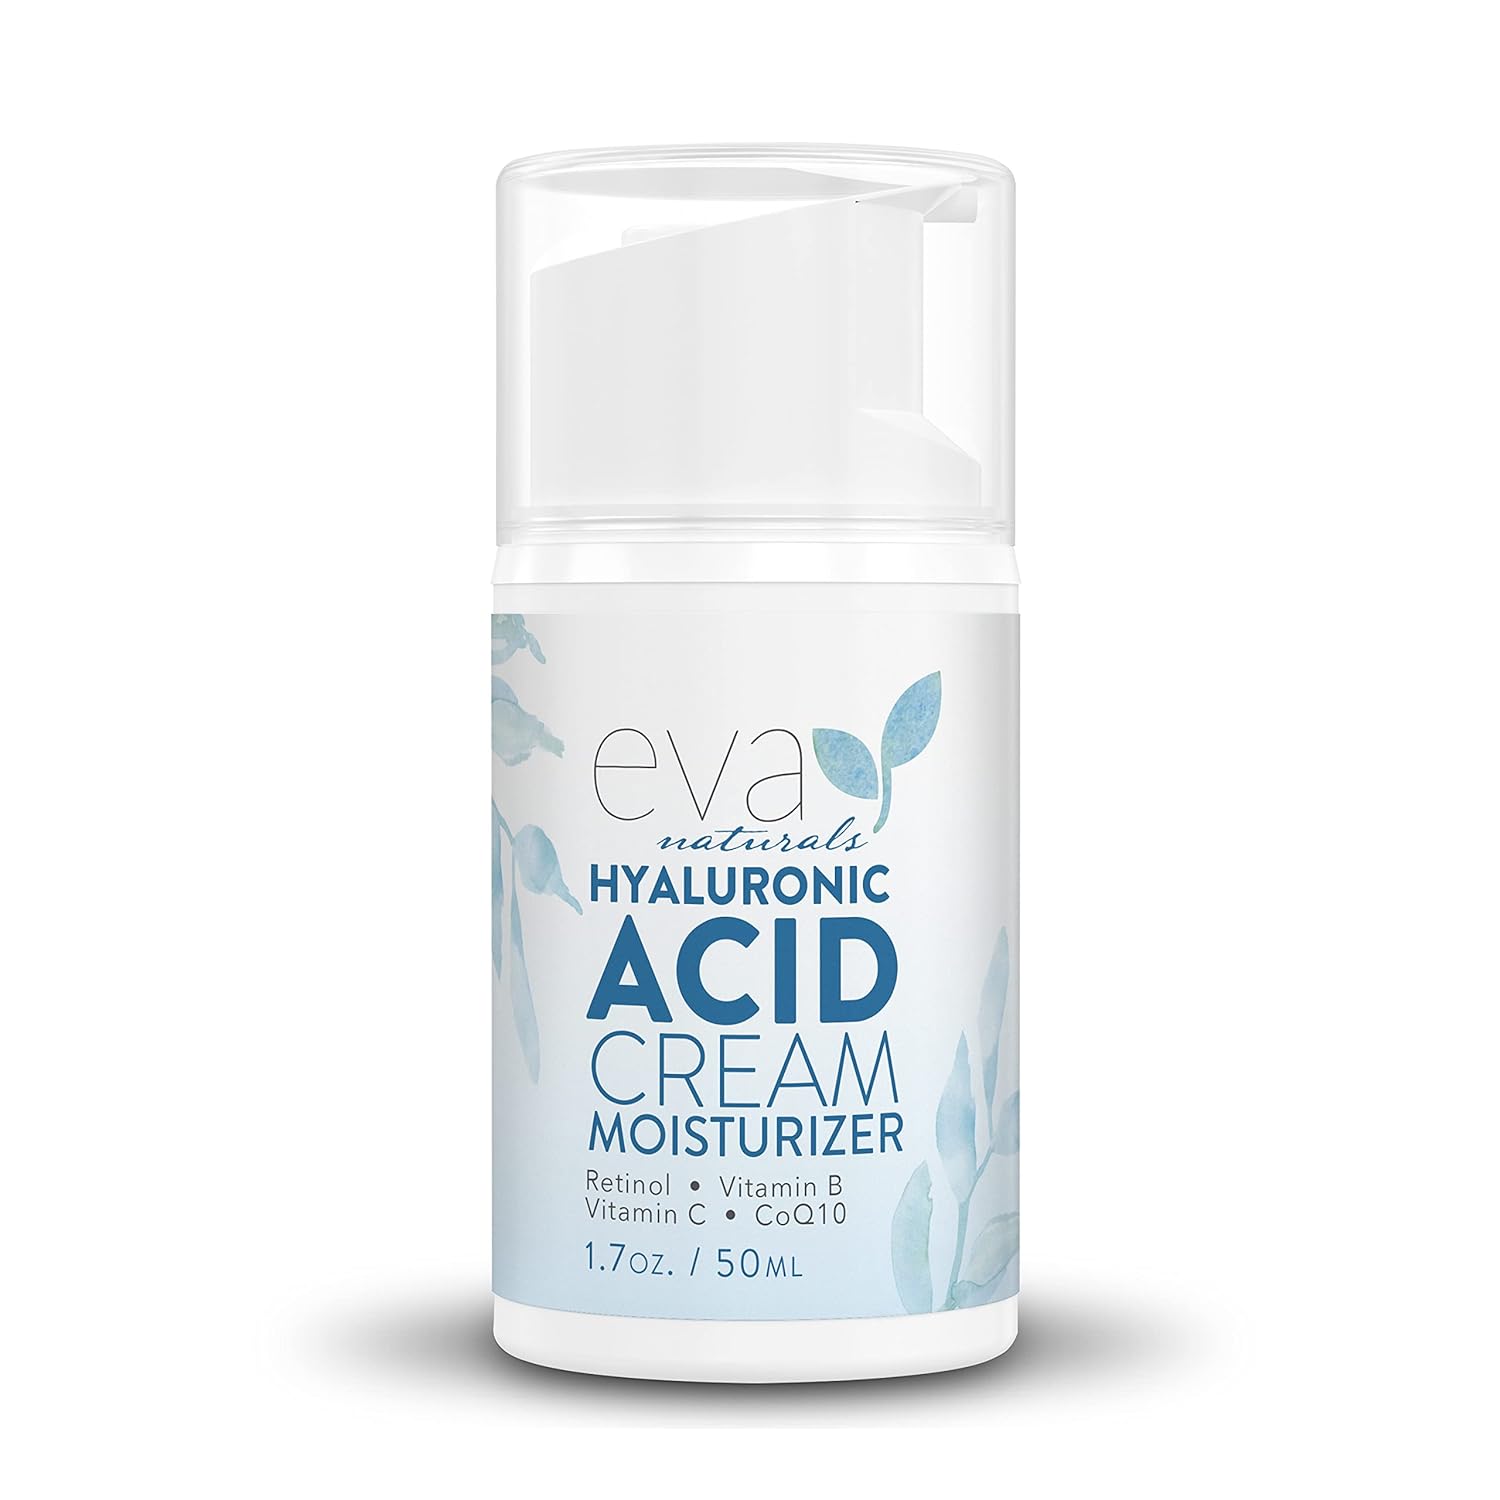 eva
naturals
HYALURONIC
ACID
CREAM
MOISTURIZER
Retinol • Vitamin B
Vitamin C • CoQ10
1.7OZ. / 50ML